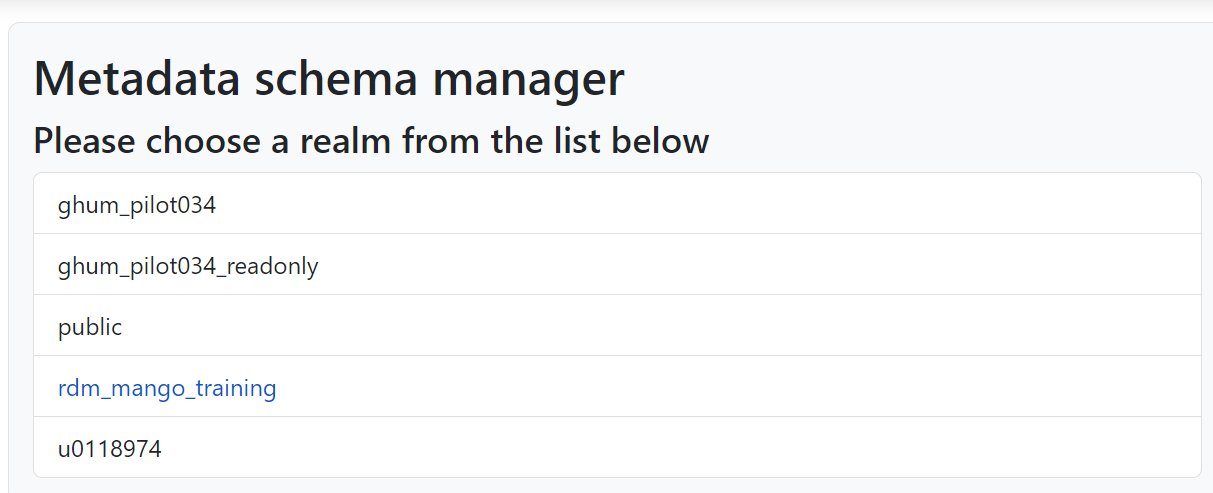 Metadata schema manager
Please choose a realm from the list below
ghum_pilot034
ghum_pilot034_readonly
public
rdm_mango_training
u0118974